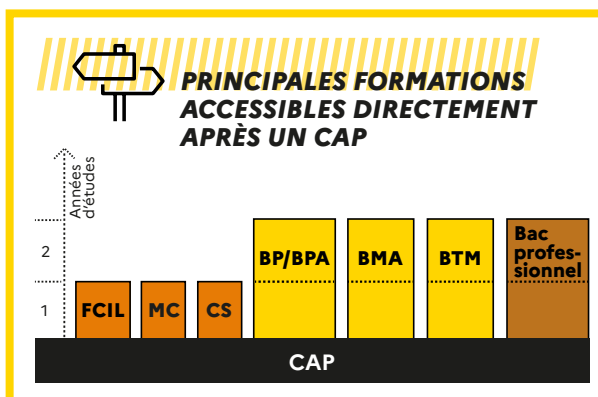 PRINCIPALES FORMATIONS
ACCESSIBLES DIRECTEMENT
APRÈS UN CAP
Années
d'études
2
1
FCIL
MC
CS
BP/BPA
BMA
BTM
Bac
profes-
sionnel
CAP